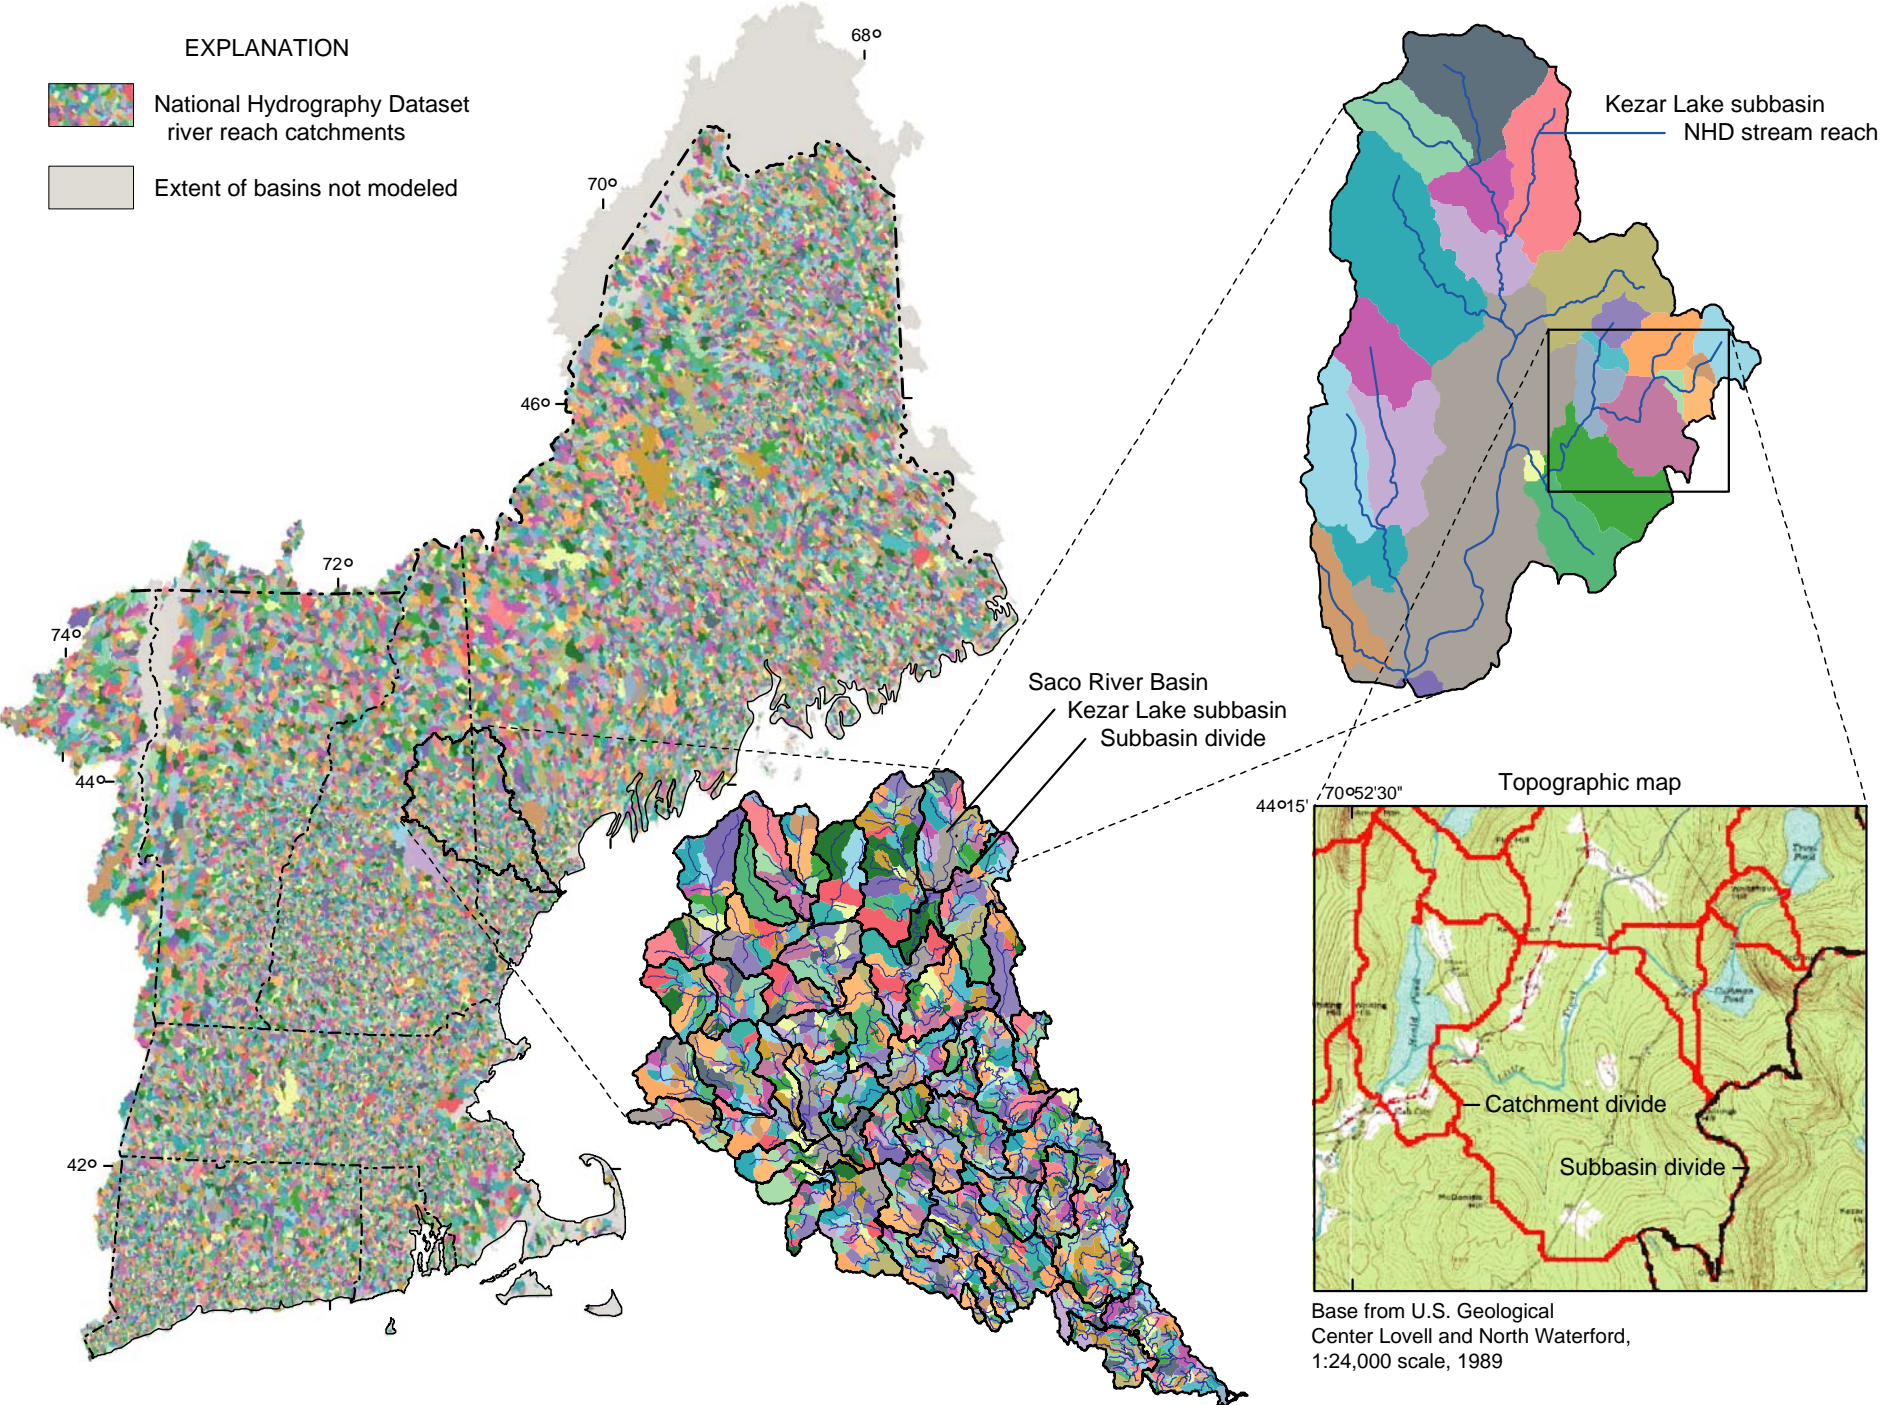 EXPLANATION
National Hydrography Dataset
river reach catchments
Extent of basins not modeled
68°
70°
46°
72°
74°
44°
42°
Kezar Lake subbasin
NHD stream reach
Saco River Basin
Kezar Lake subbasin
Subbasin divide
Topographic map
44°15'
70°52'30"
Catchment divide
Subbasin divide
Base from U.S. Geological
Center Lovell and North Waterford,
1:24,000 scale, 1989